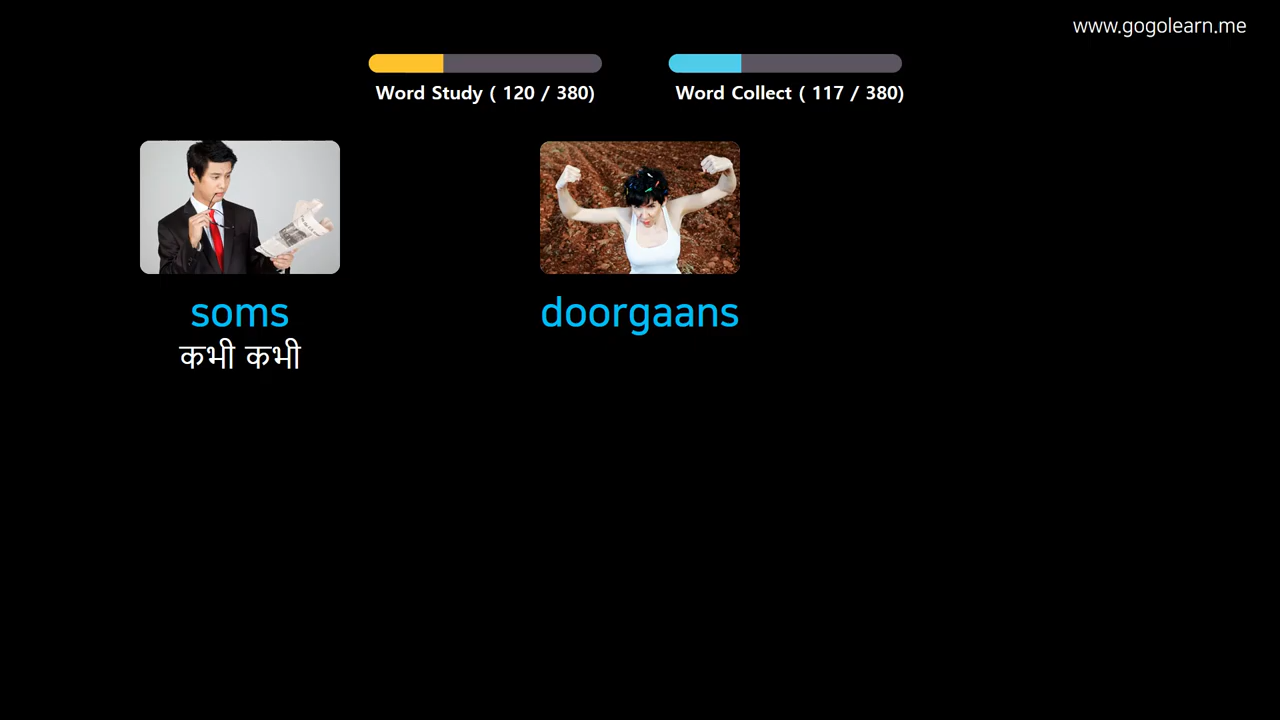 www.gogolearn.me
Word Study ( 120 / 380)
Word Collect ( 117 / 380)
soms
doorgaans
कभी कभी